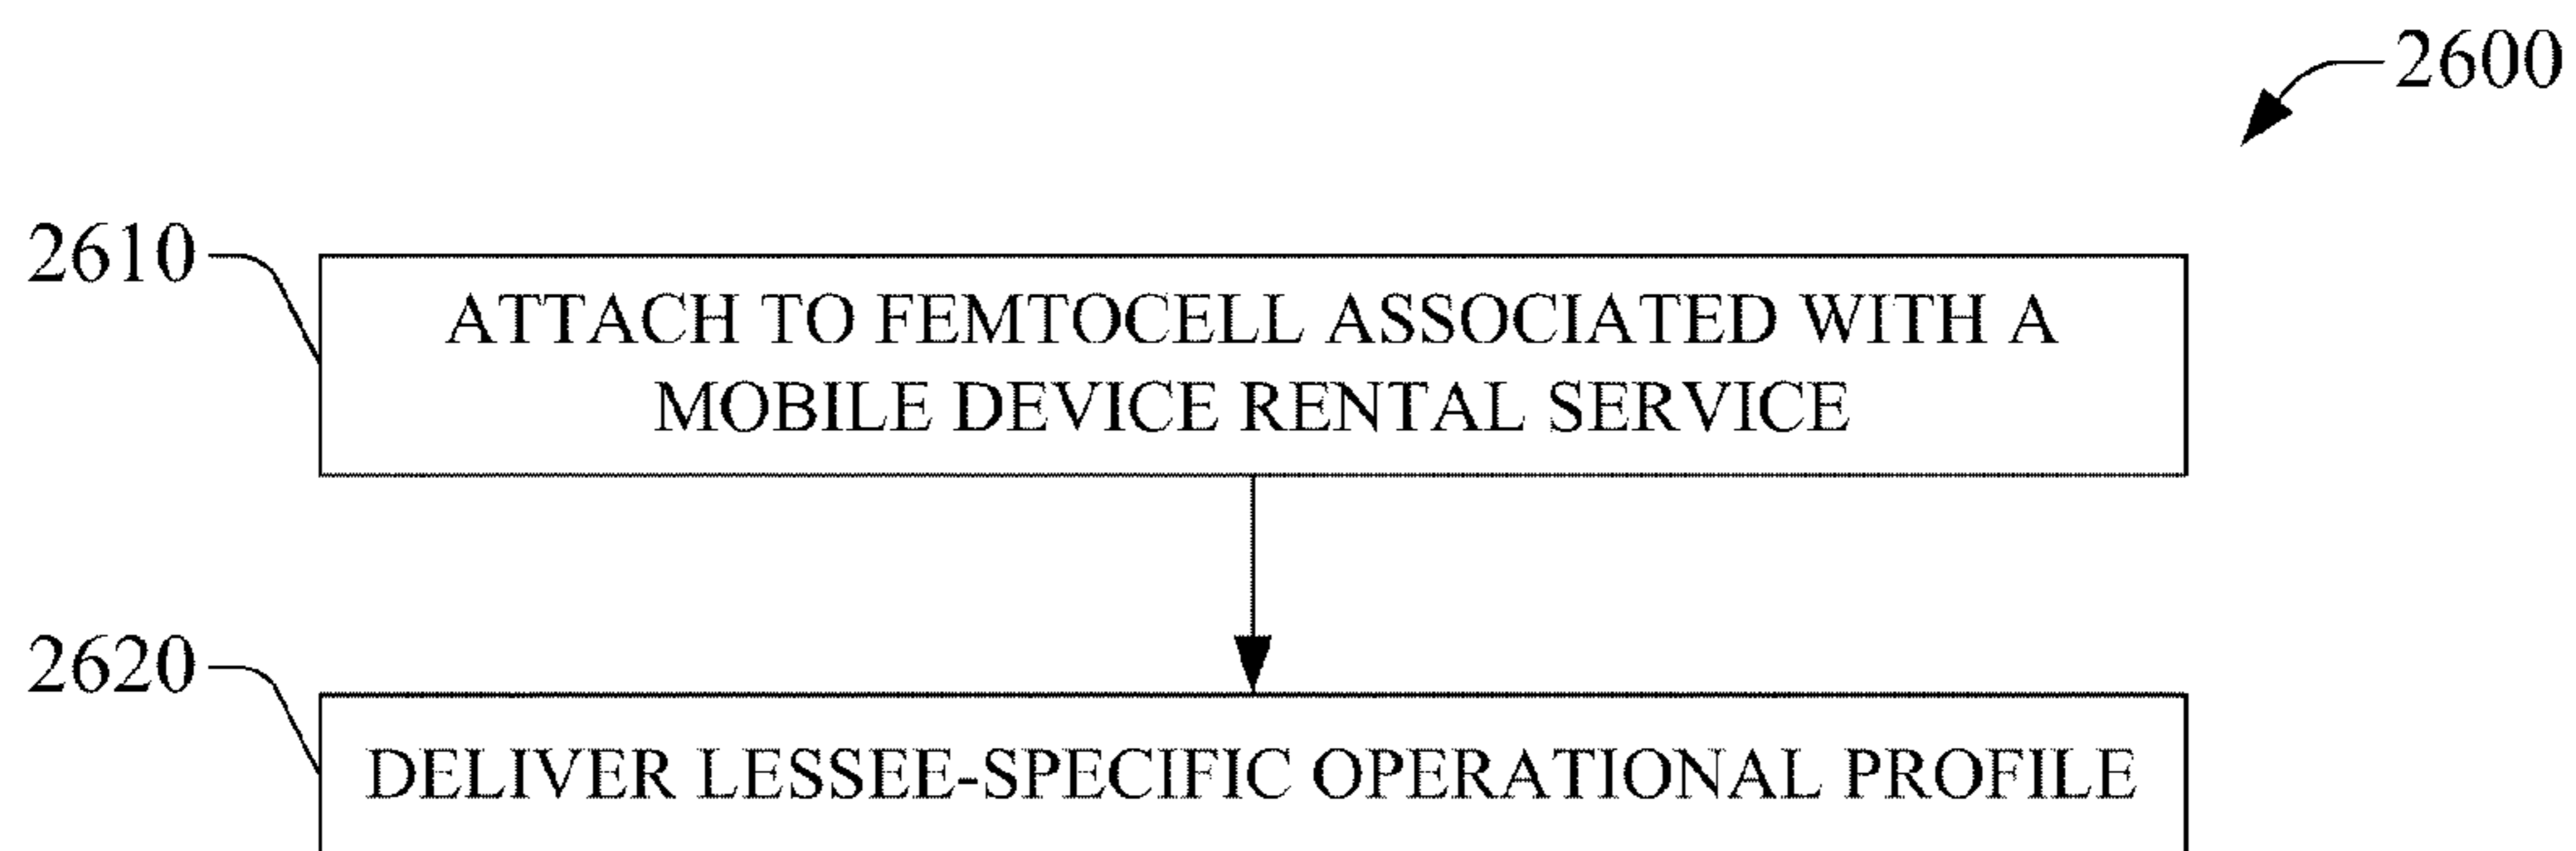 2600
2610
ATTACH TO FEMTOCELL ASSOCIATED WITH A
MOBILE DEVICE RENTAL SERVICE
2620
DELIVER LESSEE-SPECIFIC OPERATIONAL PROFILE